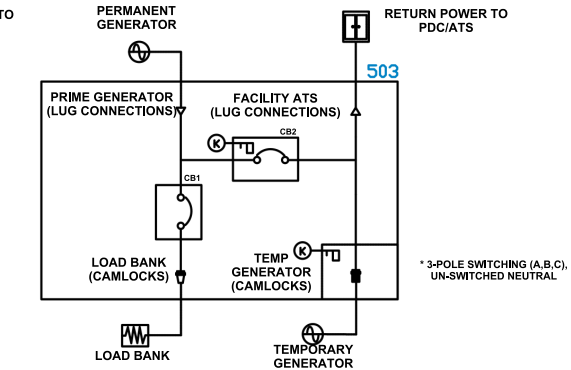 TO
PERMANENT
GENERATOR
RETURN POWER TO
PDC/ATS
503
PRIME GENERATOR
(LUG CONNECTIONS)
FACILITY ATS
(LUG CONNECTIONS)
CB2
K
CB1
K
LOAD BANK
(CAMLOCKS)
TEMP
GENERATOR
(CAMLOCKS)
* 3-POLE SWITCHING (A,B,C),
UN-SWITCHED NEUTRAL
LOAD BANK
TEMPORARY
GENERATOR